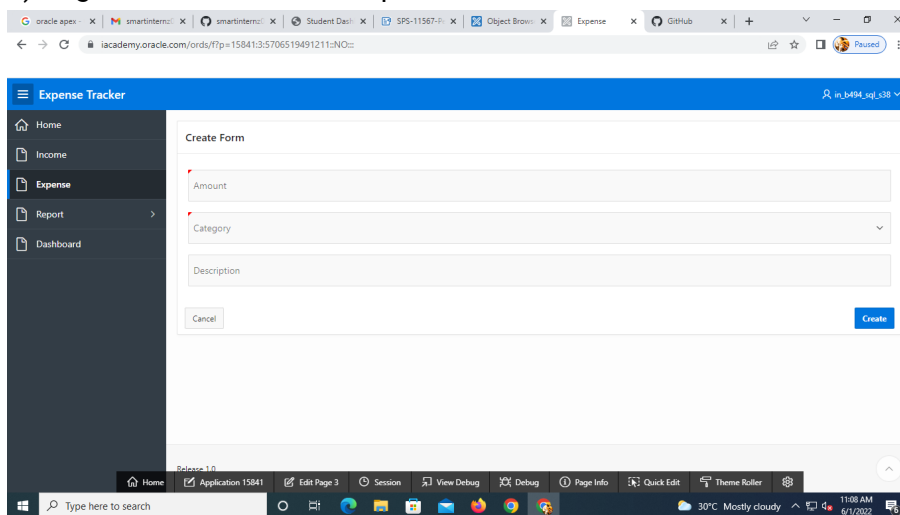 oracle apex -
smartinternz
smartinternz
Student Dash
SPS-11567-Pr
Object Brows
Expense
GitHub
iacademy.oracle.com/ords/f?p=15841:3:5706519491211::NO:::
Paused
Expense Tracker
in_b494_sql_s38
Home
Income
Expense
Report
Dashboard
Create Form
Amount
Category
Description
Cancel
Create
Release 1.0
Home
Application 15841
Edit Page 3
Session
View Debug
Debug
Page Info
Quick Edit
Theme Roller
Type here to search
30°C Mostly cloudy
11:08 AM
6/1/2022